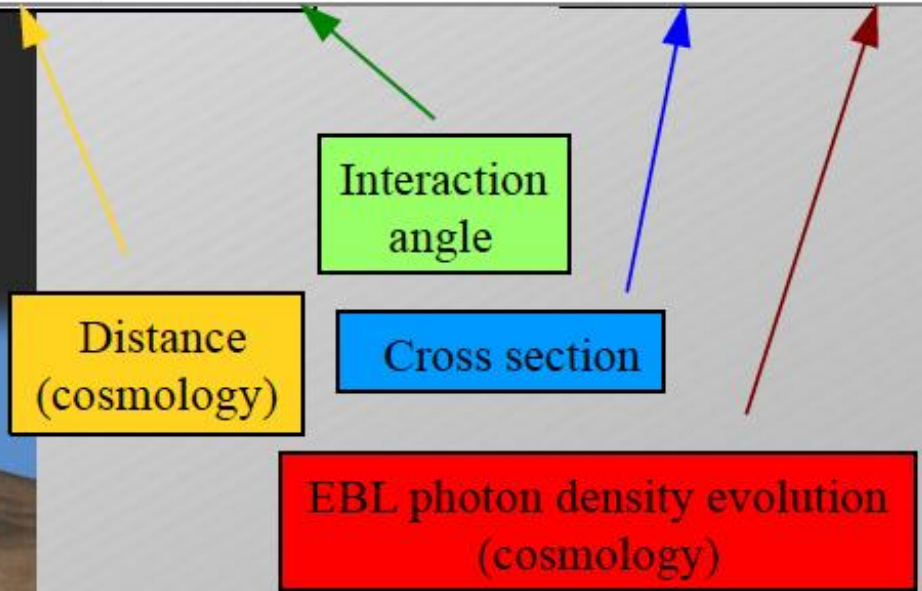 Interaction
angle
Distance
(cosmology)
Cross section
EBL photon density evolution
(cosmology)